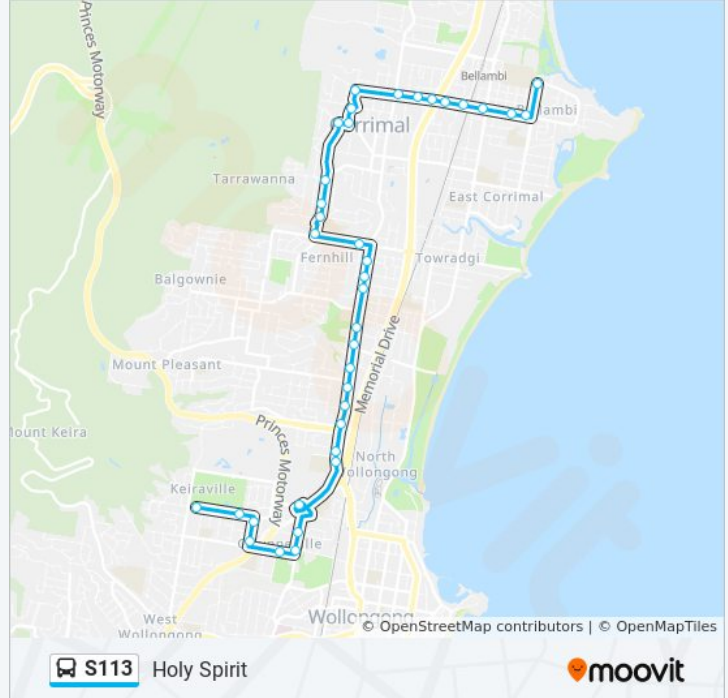 Princes Motorway
Bellambi
Bellambi
Corrimal
Tarrawanna
East Corrimal
Fernhill
Towradgi
Balgownie
Memorial Drive
Mount Pleasant
Mount Keira
Princes Motorway
North
Wollongong
Keiraville
Gwynneville
West
Wollongong
Wollongong
© OpenStreetMap contributors | © OpenMapTiles
S113 Holy Spirit
moovit